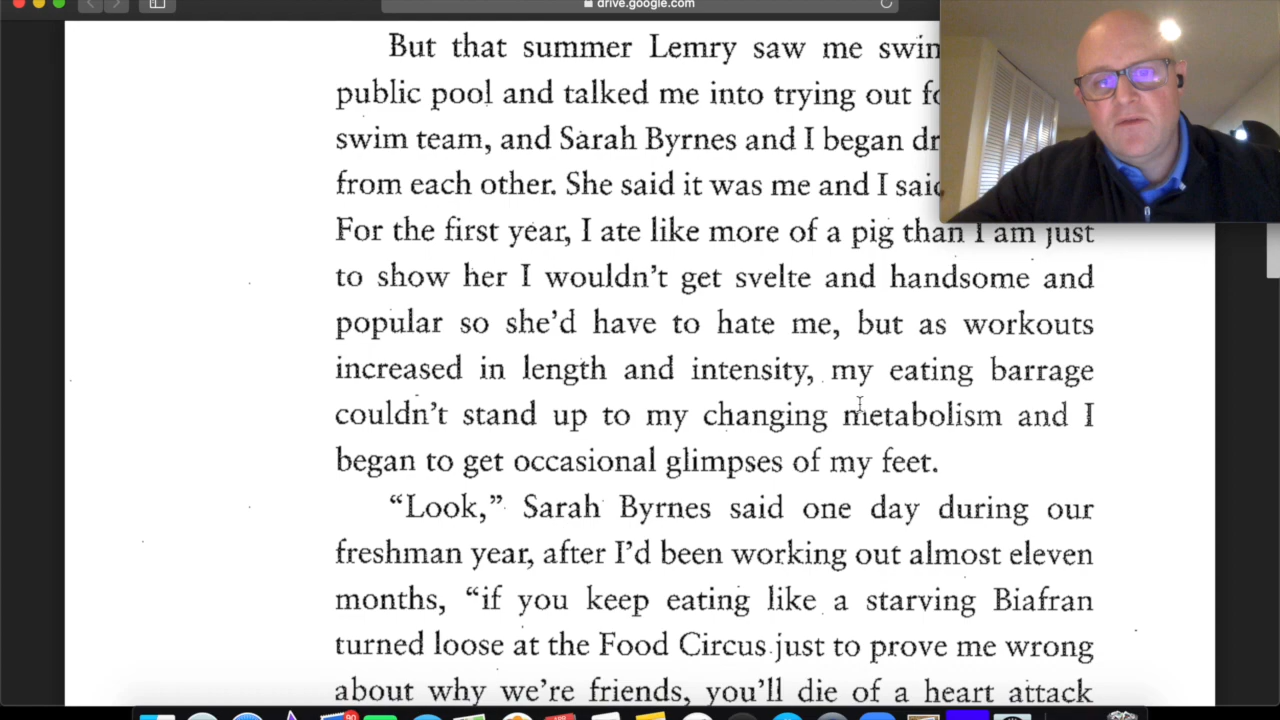 drive.google.com
But that summer Lemry saw me
public pool and talked me into trying out
swim team, and Sarah Byrnes and I began
from each other. She said it was me and I
For the first year, I ate like more of a pig than I am just
to show her I wouldn't get svelte and handsome and
popular so she'd have to hate me, but as workouts
increased in length and intensity, my eating barrage
couldn't stand up to my changing metabolism and I
began to get occasional glimpses of my feet.
"Look," Sarah Byrnes said one day during our
freshman year, after I'd been working out almost eleven
months, "if you keep eating like a starving Biafran
turned loose at the Food Circus just to prove me wrong
about why we're friends, you'll die of a heart attack